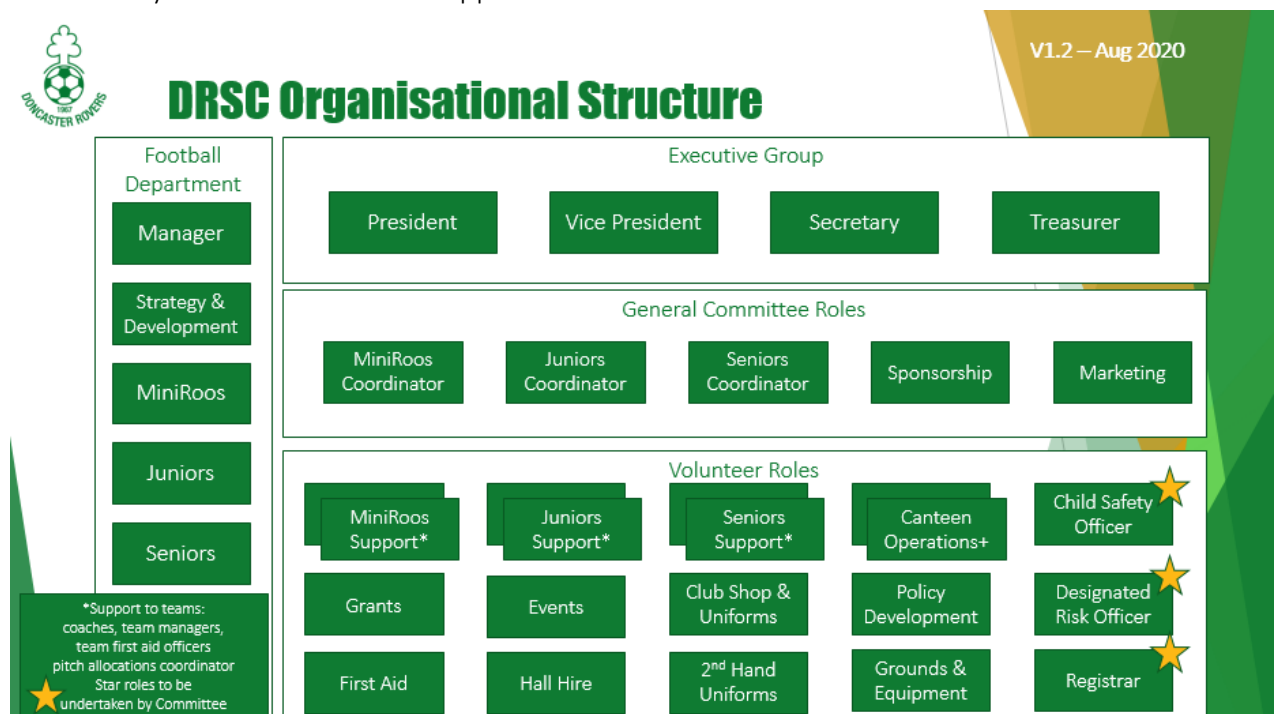 V1.2 – Aug 2020
DONCASTER ROVERS
1967
DRSC Organisational Structure
Football
Department
Manager
Strategy &
Development
MiniRoos
Juniors
Seniors
*Support to teams:
coaches, team managers,
team first aid officers
pitch allocations coordinator
Star roles to be
undertaken by Committee
Executive Group
President
Vice President
Secretary
Treasurer
General Committee Roles
MiniRoos
Coordinator
Juniors
Coordinator
Seniors
Coordinator
Sponsorship
Marketing
Volunteer Roles
MiniRoos
Support*
Juniors
Support*
Seniors
Support*
Canteen
Operations+
Child Safety
Officer
Grants
Events
Club Shop &
Uniforms
Policy
Development
Designated
Risk Officer
First Aid
Hall Hire
2nd Hand
Uniforms
Grounds &
Equipment
Registrar